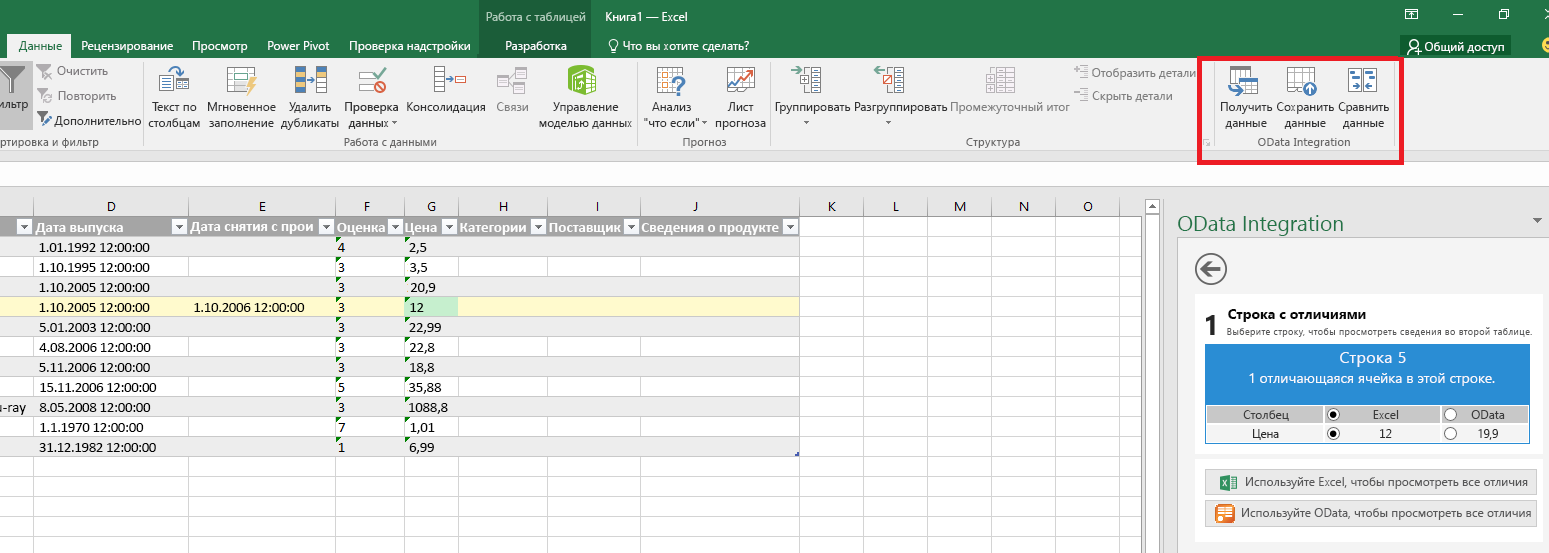 Работа с таблицей
Книга1 — Excel
Данные
Рецензирование
Просмотр
Power Pivot
Проверка надстройки
Разработка
Что вы хотите сделать?
Общий доступ
Очистить
Повторить
Дополнительно
ильтр
ртировка и фильтр
Текст по
столбцам
Мгновенное
заполнение
Удалить
дубликаты
Проверка
данных
Консолидация
Связи
Управление
моделью данных
Работа с данными
Анализ
"что если"
Лист
прогноза
Прогноз
Группировать
Разгруппировать
Промежуточный итог
Отобразить детали
Скрыть детали
Структура
Получить
данные
Сохранить
данные
Сравнить
данные
OData Integration
D E F G H I J K L M N O
Дата выпуска Дата снятия с прои Оценка Цена Категории Поставщик Сведения о продукте
1.01.1992 12:00:00 4 2,5
1.10.1995 12:00:00 3 3,5
1.10.2005 12:00:00 3 20,9
1.10.2005 12:00:00 1.10.2006 12:00:00 3 12
5.01.2003 12:00:00 3 22,99
4.08.2006 12:00:00 3 22,8
5.11.2006 12:00:00 3 18,8
15.11.2006 12:00:00 5 35,88
u-ray 8.05.2008 12:00:00 3 1088,8
1.1.1970 12:00:00 7 1,01
31.12.1982 12:00:00 1 6,99
OData Integration
1 Строка с отличиями
Выберите строку, чтобы просмотреть сведения во второй таблице.
Строка 5
1 отличающаяся ячейка в этой строке.
Столбец Excel OData
Цена 12 19,9
Используйте Excel, чтобы просмотреть все отличия
Используйте OData, чтобы просмотреть все отличия